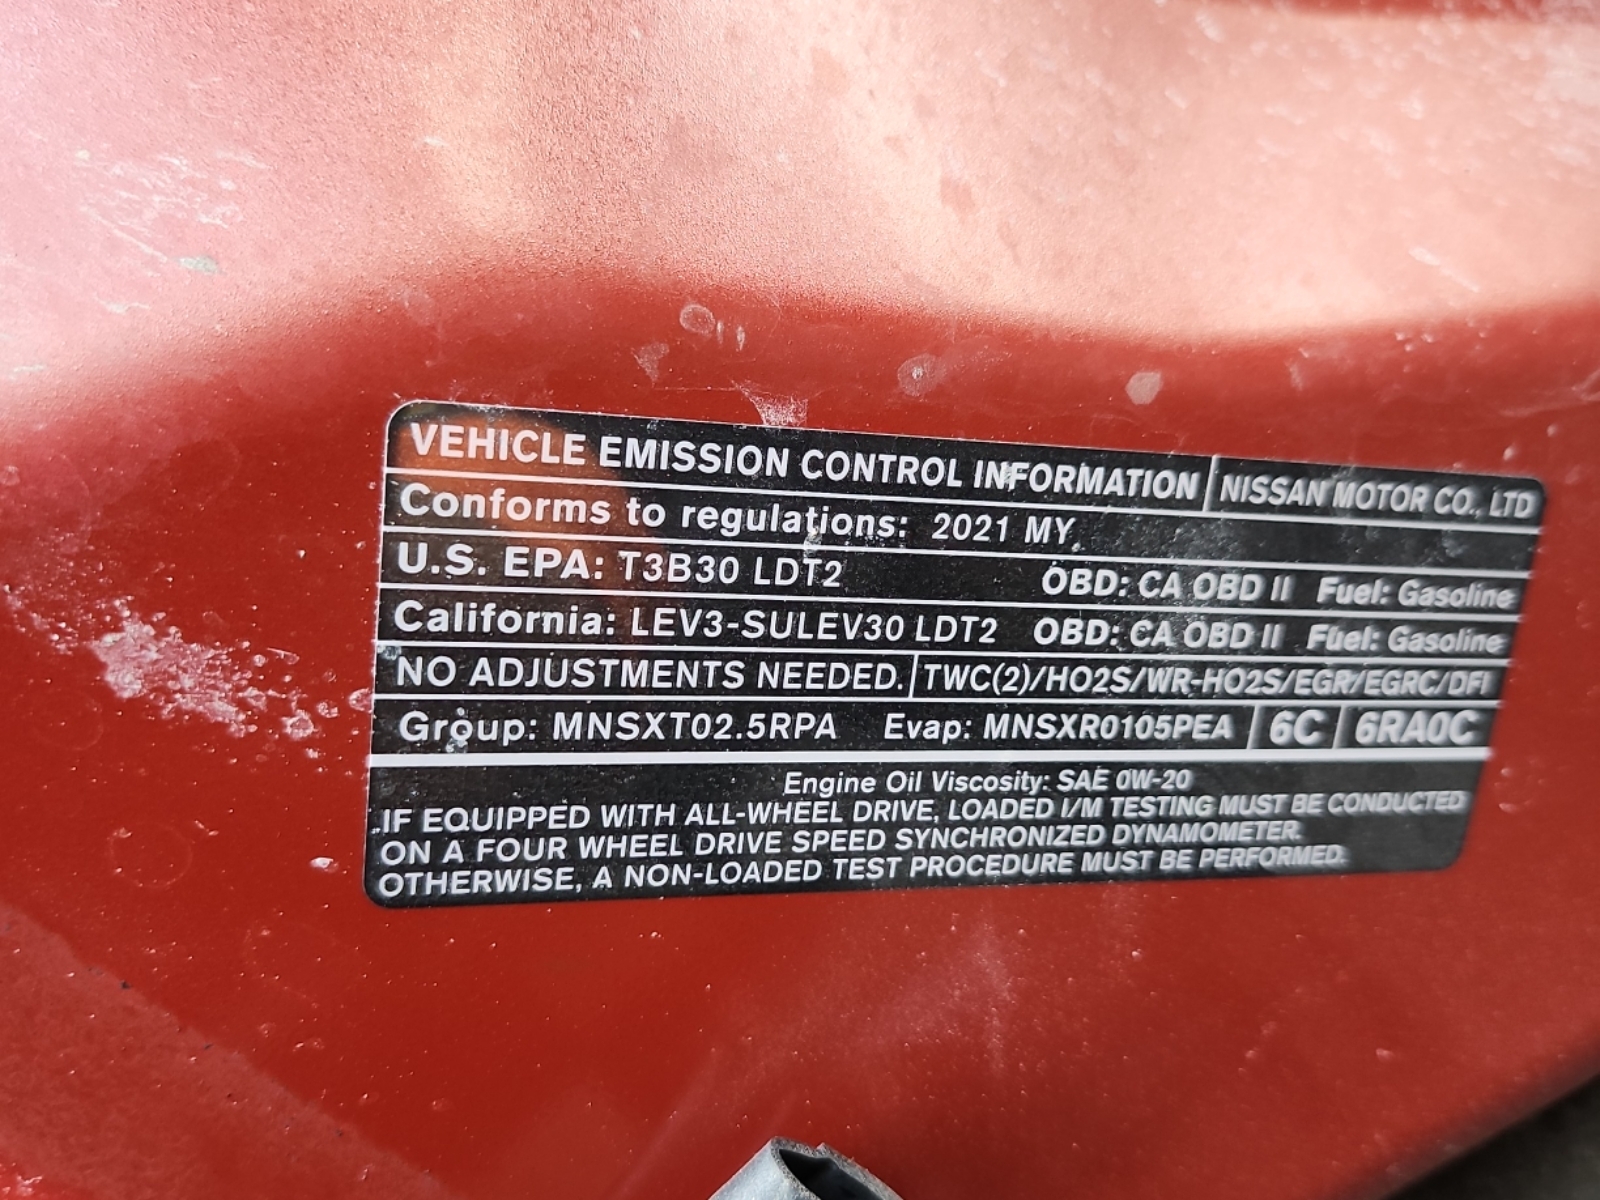 VEHICLE EMISSION CONTROL INFORMATION NISSAN MOTOR CO., LTD
Conforms to regulations: 2021 MY
U.S. EPA: T3B30 LDT2 OBD: CA OBD II Fuel: Gasoline
California: LEV3-SULEV30 LDT2 OBD: CA OBD II Fuel: Gasoline
NO ADJUSTMENTS NEEDED. TWC(2)/HO2S/WR-HO2S/EGR/EGRC/DFI
Group: MNSXT02.5RPA Evap: MNSXR0105PEA 6C 6RA0C
Engine Oil Viscosity: SAE 0W-20
IF EQUIPPED WITH ALL-WHEEL DRIVE, LOADED I/M TESTING MUST BE CONDUCTED
ON A FOUR WHEEL DRIVE SPEED SYNCHRONIZED DYNAMOMETER.
OTHERWISE, A NON-LOADED TEST PROCEDURE MUST BE PERFORMED.